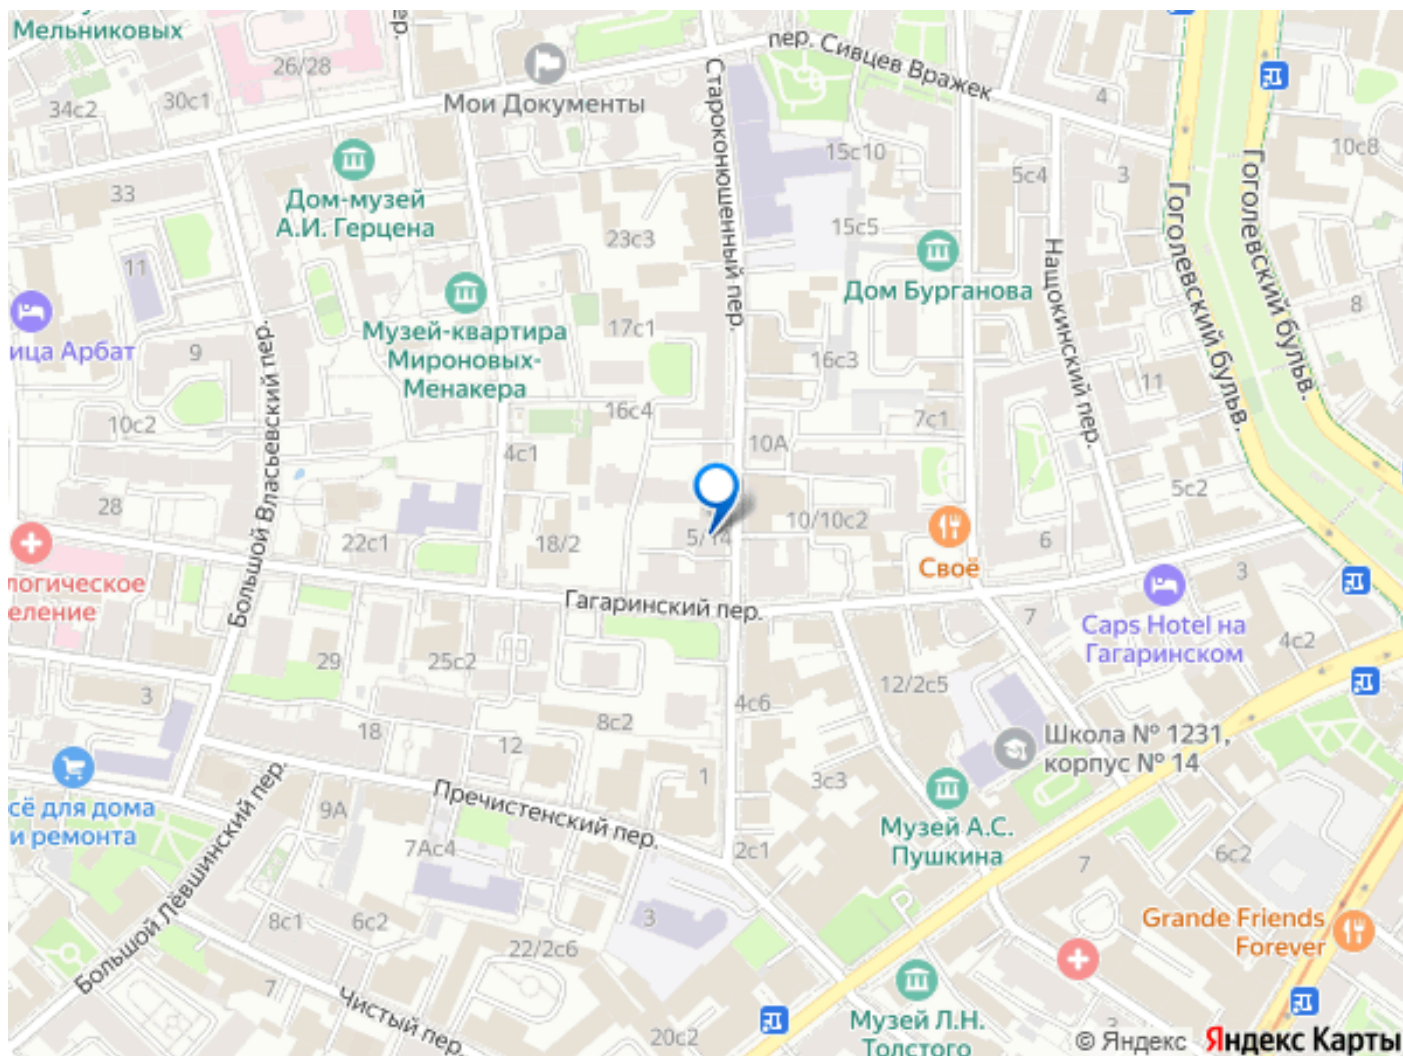 Мельниковых
пер.
26/28
Мои Документы
34с2
30с1
пер. Сивцев Вражек
4
10с8
Староконюшенный пер.
15с10
5с4
3
33
Дом-музей
А.И. Герцена
23с3
15с5
Гоголевский бульв.
Гоголевский бульв.
11
Дом Бурганова
Нащокинский пер.
8
ица Арбат
9
Музей-квартира
Мироновых-
Менакера
17с1
16с3
11
Большой Власьевский пер.
10с2
16с4
7с1
4с1
10А
5с2
28
22с1
18/2
5/14
10/10с2
Своё
6
3
логическое
еление
Гагаринский пер.
7
Caps Hotel на
Гагаринском
4с2
29
25с2
3
4с6
12/2с5
8с2
18
12
Школа № 1231,
корпус № 14
1
3с3
сё для дома
и ремонта
Большой Лёвшинский пер.
9А
Пречистенский пер.
7Ас4
2с1
Музей А.С.
Пушкина
7
6с2
8с1
6с2
3
22/2с6
Grande Friends
Forever
7
Чистый пер.
20с2
Музей Л.Н.
Толстого
3
© Яндекс Яндекс Карты